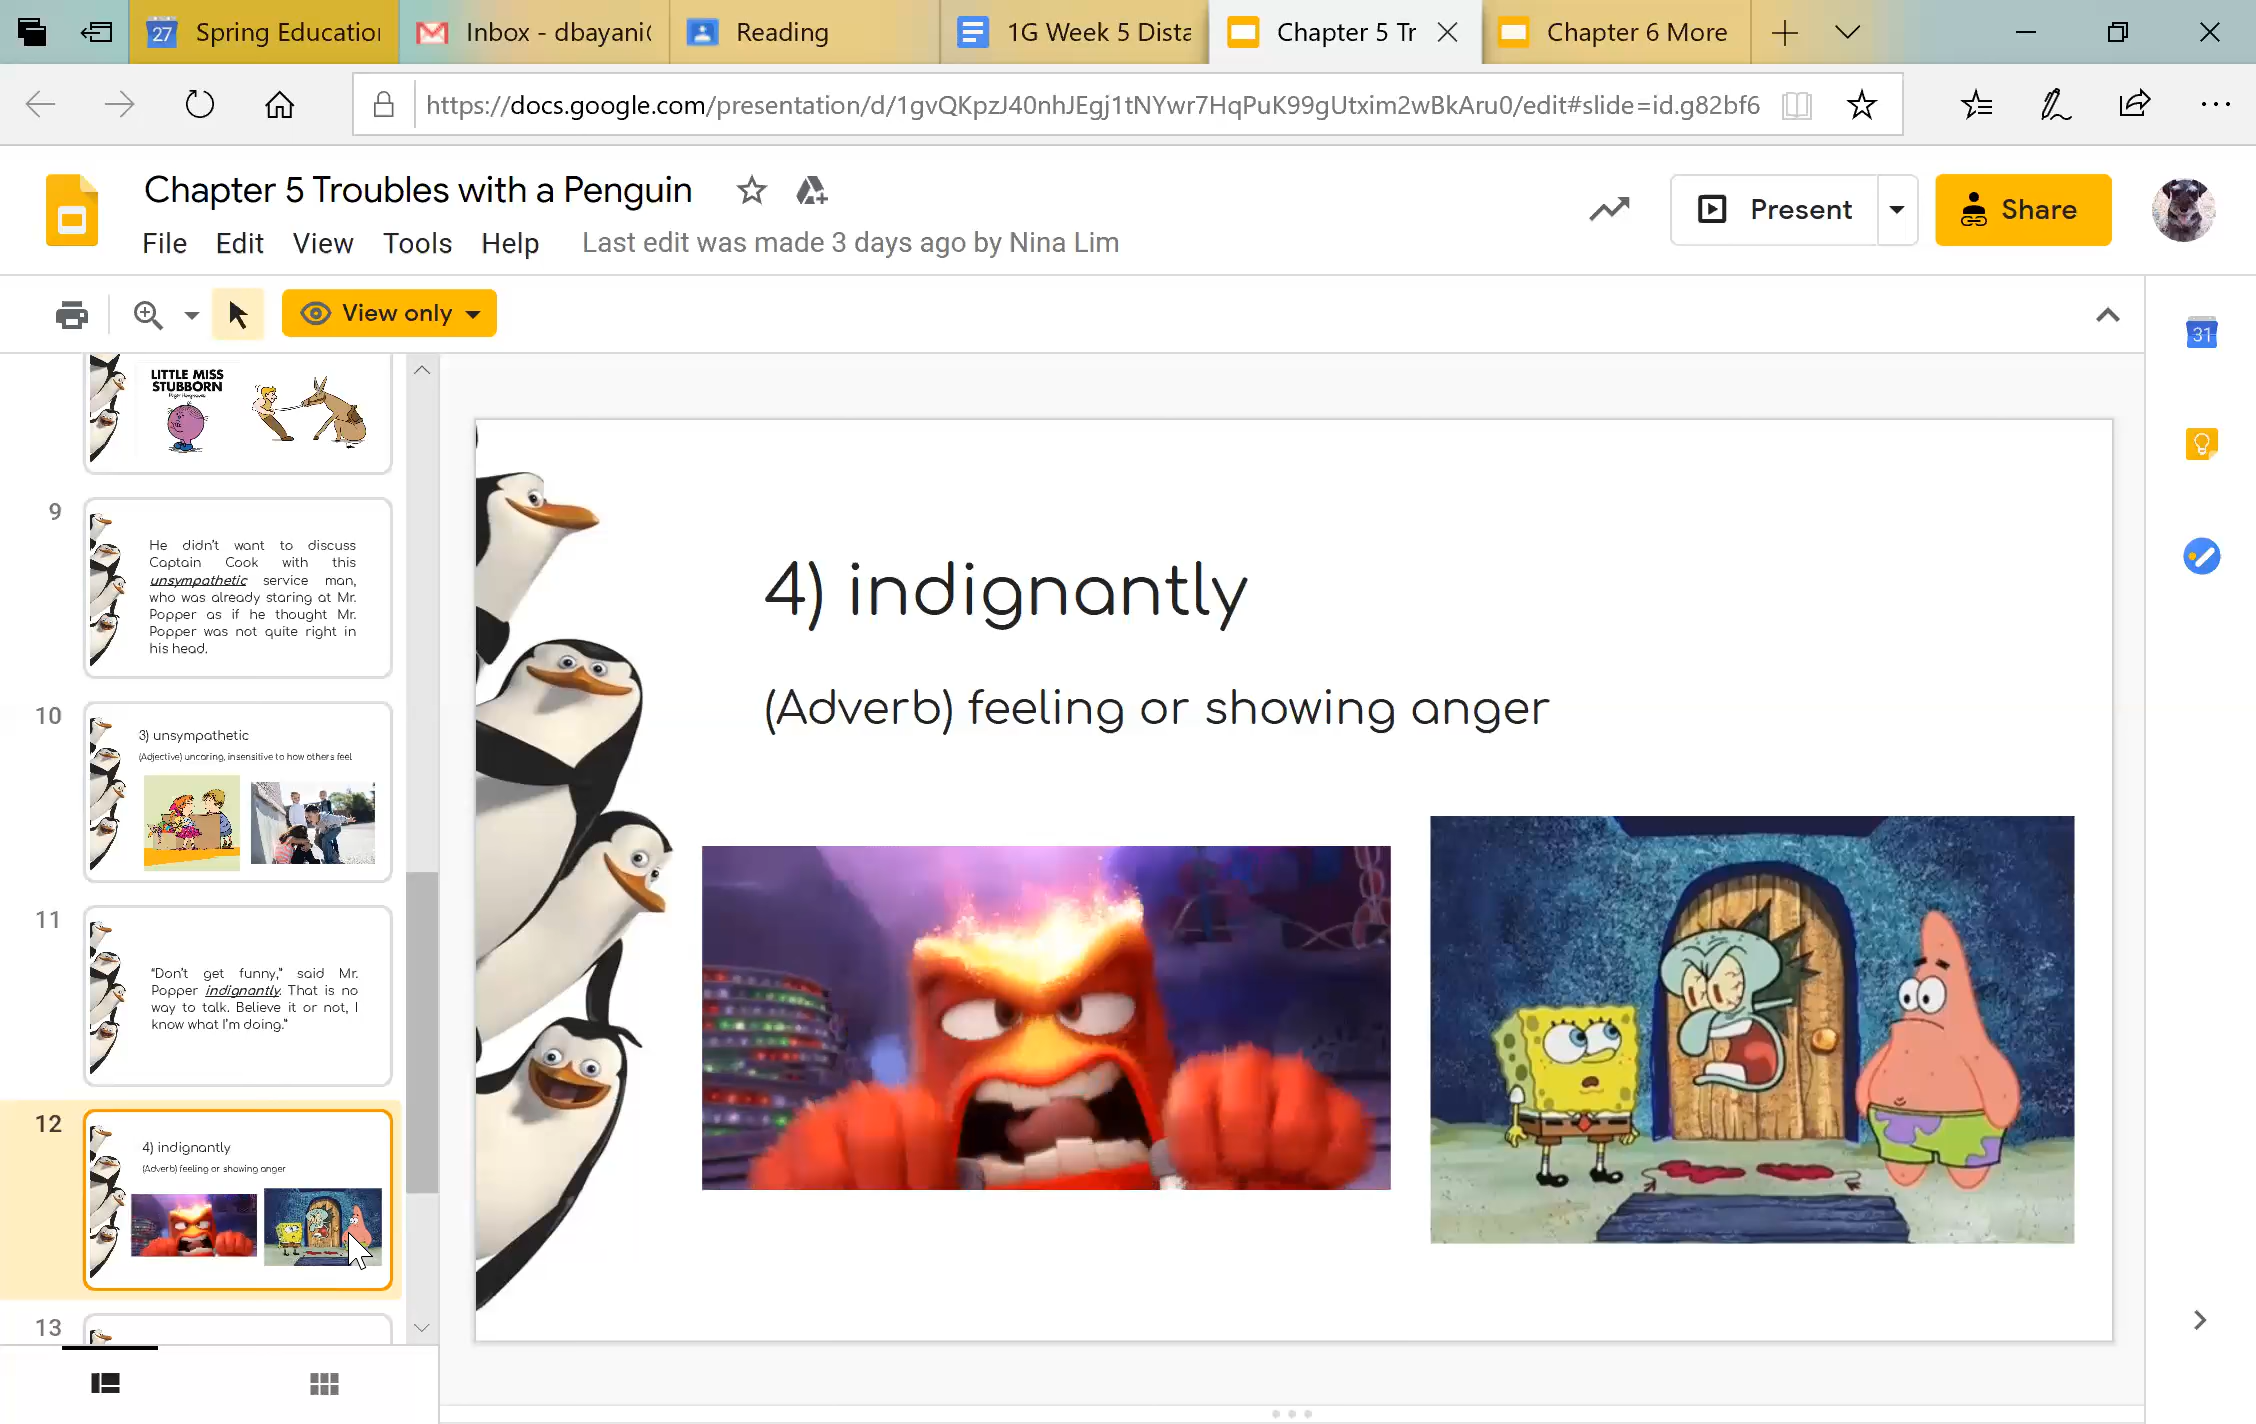 27 Spring Education
Inbox - dbayani(
Reading
1G Week 5 Dista
Chapter 5 Tr
Chapter 6 More
https://docs.google.com/presentation/d/1gvQKpzJ40nhJEgj1tNYwr7HqPuK99gUtxim2wBkAru0/edit#slide=id.g82bf6
Chapter 5 Troubles with a Penguin
Present
Share
File Edit View Tools Help Last edit was made 3 days ago by Nina Lim
View only
31
LITTLE MISS
STUBBORN
9
He didn't want to discuss
Captain Cook with this
unsympathetic service man,
who was already staring at Mr.
Popper as if he thought Mr.
Popper was not quite right in
his head.
10
3) unsympathetic
(Adjective) uncaring, insensitive to how others feel
11
"Don't get funny," said Mr.
Popper indignantly. That is no
way to talk. Believe it or not, I
know what I'm doing."
12
4) indignantly
(Adverb) feeling or showing anger
13
4) indignantly
(Adverb) feeling or showing anger